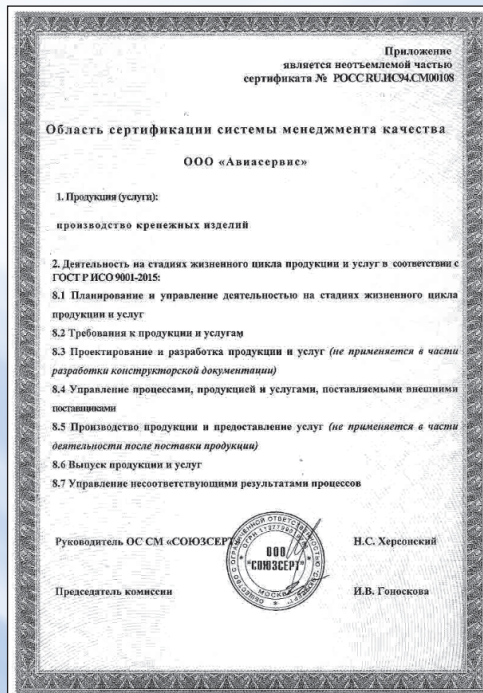 Приложение
является неотъемлемой частью
сертификата № РОСС RU.ИС94.СМ00108
Область сертификации системы менеджмента качества
ООО «Авиасервис»
1. Продукция (услуги):
производство крепежных изделий
2. Деятельность на стадиях жизненного цикла продукции и услуг в соответствии с
ГОСТ Р ИСО 9001-2015:
8.1 Планирование и управление деятельностью на стадиях жизненного цикла
продукции и услуг
8.2 Требования к продукции и услугам
8.3 Проектирование и разработка продукции и услуг (не применяется в части
разработки конструкторской документации)
8.4 Управление процессами, продукцией и услугами, поставляемыми внешними
поставщиками
8.5 Производство продукции и предоставление услуг (не применяется в части
деятельности после поставки продукции)
8.6 Выпуск продукции и услуг
8.7 Управление несоответствующими результатами процессов
Руководитель ОС СМ «СОЮЗСЕРТ» Н.С. Херсонский
ООО
"СОЮЗСЕРТ"
МОСКВА
Председатель комиссии И.В. Гоноскова